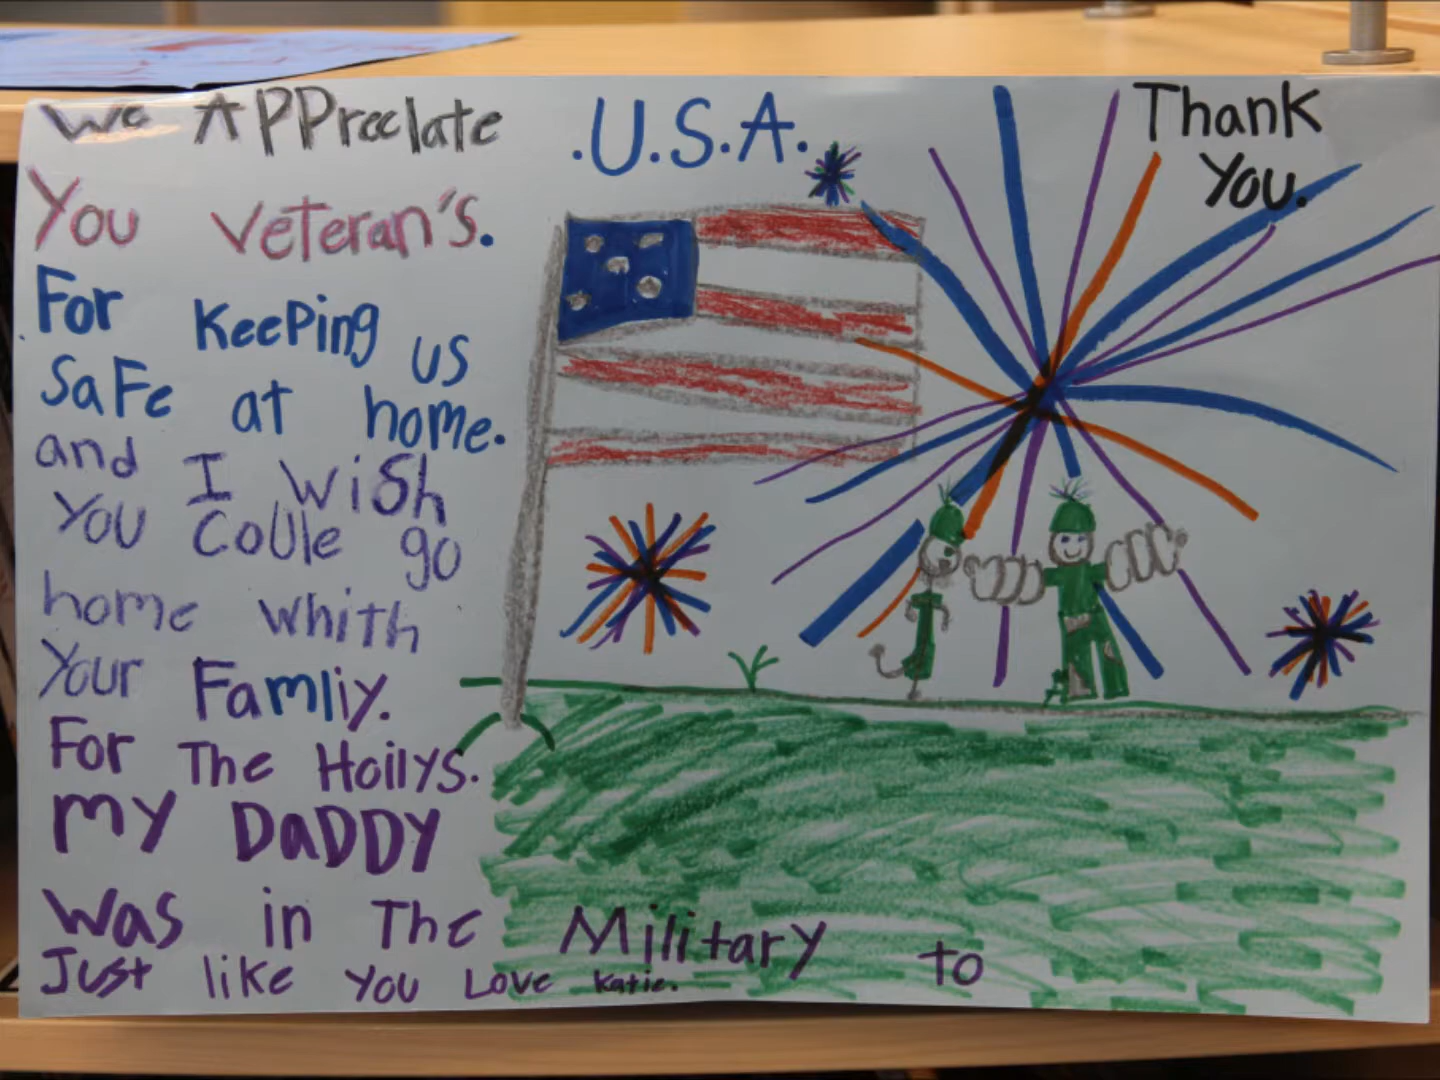 We APPreclate
You Veteran's.
For keePing us
SaFe at home.
and I wish
You Coule go
home whith
Your Famliy.
For The Hoilys.
my DaDDY
Was in The Military to
Just like You Love Katie.
.U.S.A.
Thank
You.